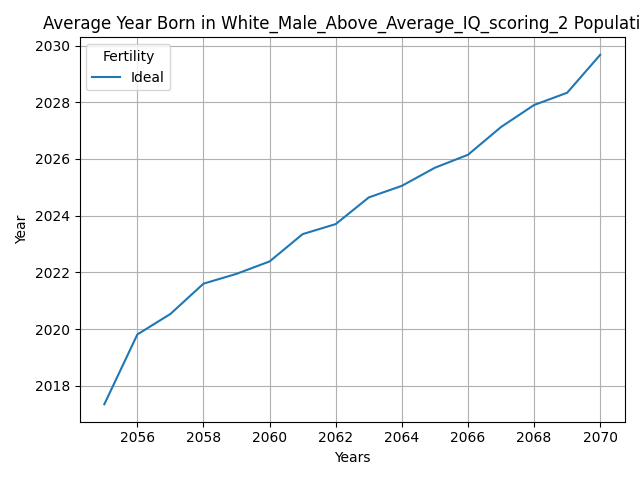 Average Year Born in White_Male_Above_Average_IQ_scoring_2 Populati
Fertility
Ideal
2030
2028
2026
2024
2022
2020
2018
Year
2056 2058 2060 2062 2064 2066 2068 2070
Years